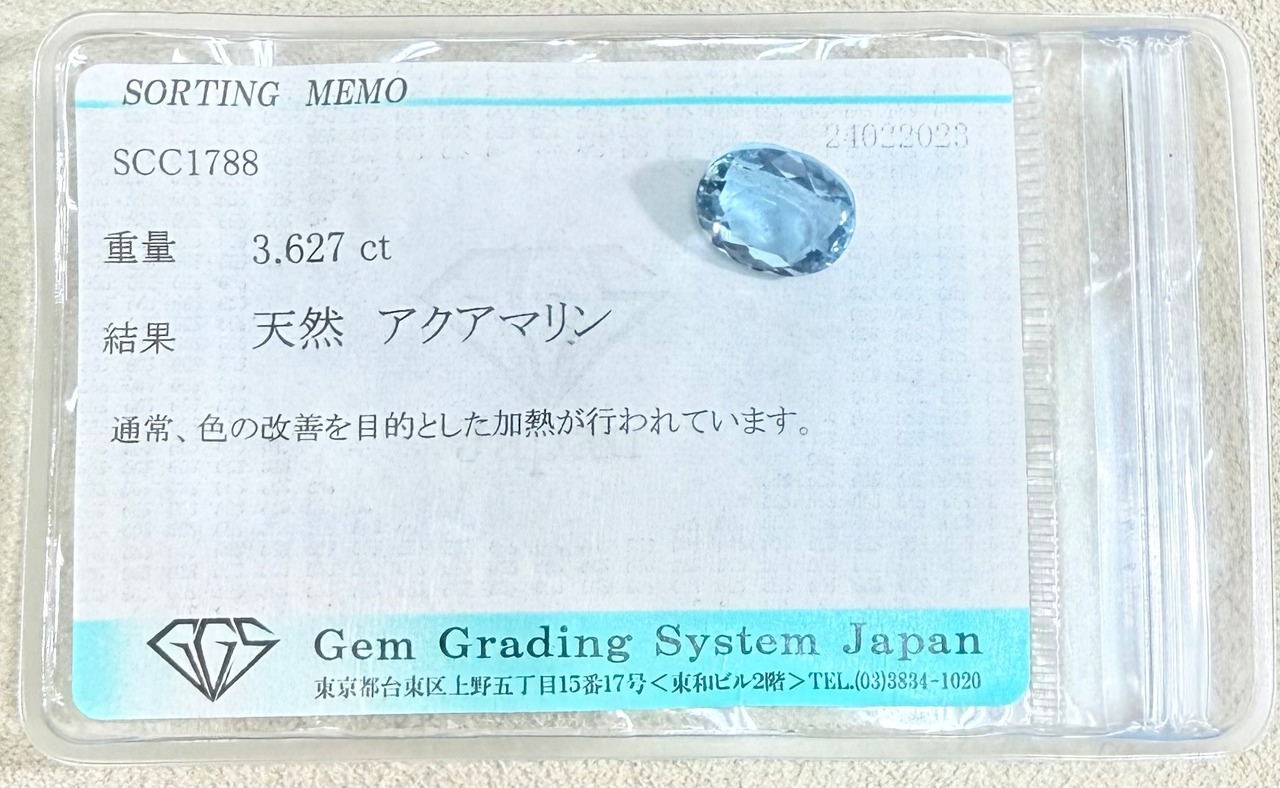 SORTING MEMO
24022023
SCC1788
重量 3.627 ct
結果 天然 アクアマリン
通常、色の改善を目的とした加熱が行われています。
GGS
Gem Grading System Japan
東京都台東区上野五丁目15番17号＜東和ビル2階＞TEL.(03)3834-1020